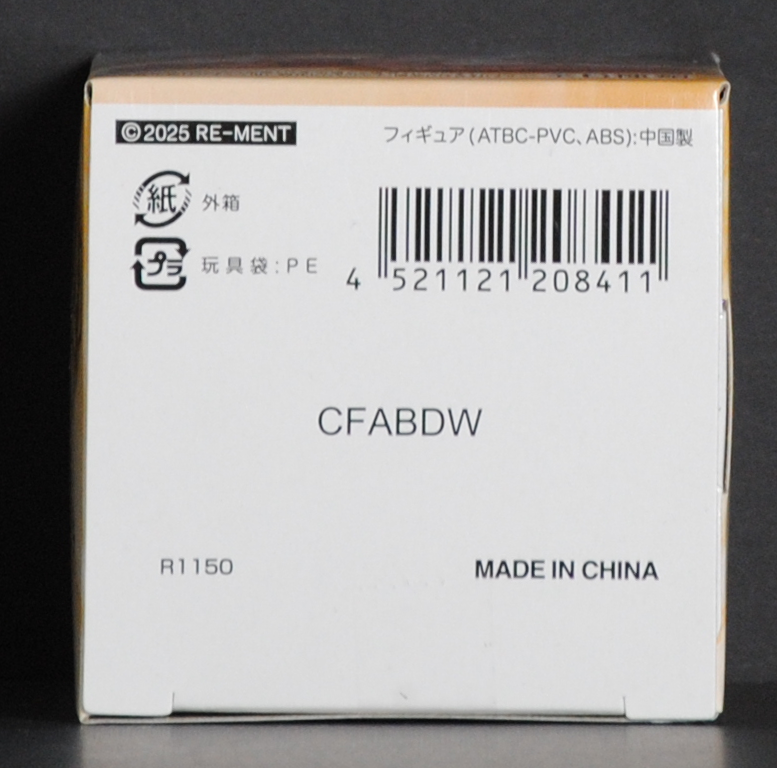 ©2025 RE-MENT
フィギュア(ATBC-PVC、ABS):中国製
紙 外箱
プラ 玩具袋:PE
4 521121 208411
CFABDW
R1150
MADE IN CHINA